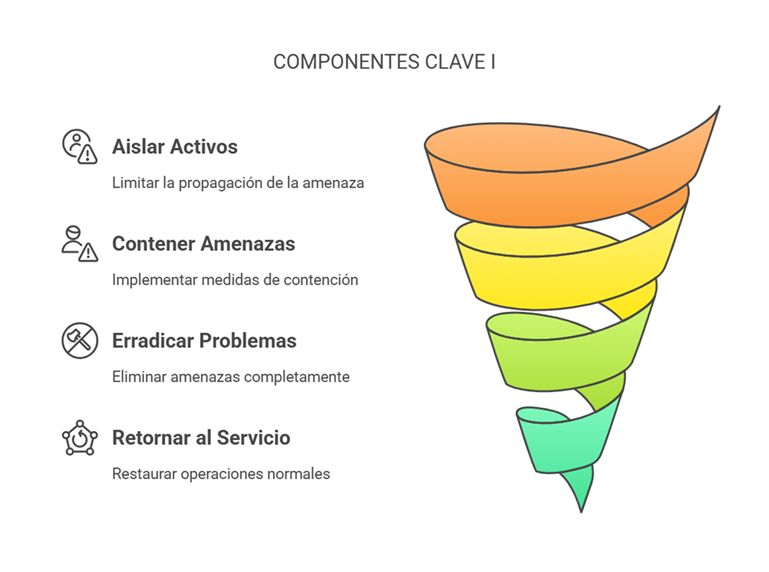 COMPONENTES CLAVE I
Aislar Activos
Limitar la propagación de la amenaza
Contener Amenazas
Implementar medidas de contención
Erradicar Problemas
Eliminar amenazas completamente
Retornar al Servicio
Restaurar operaciones normales